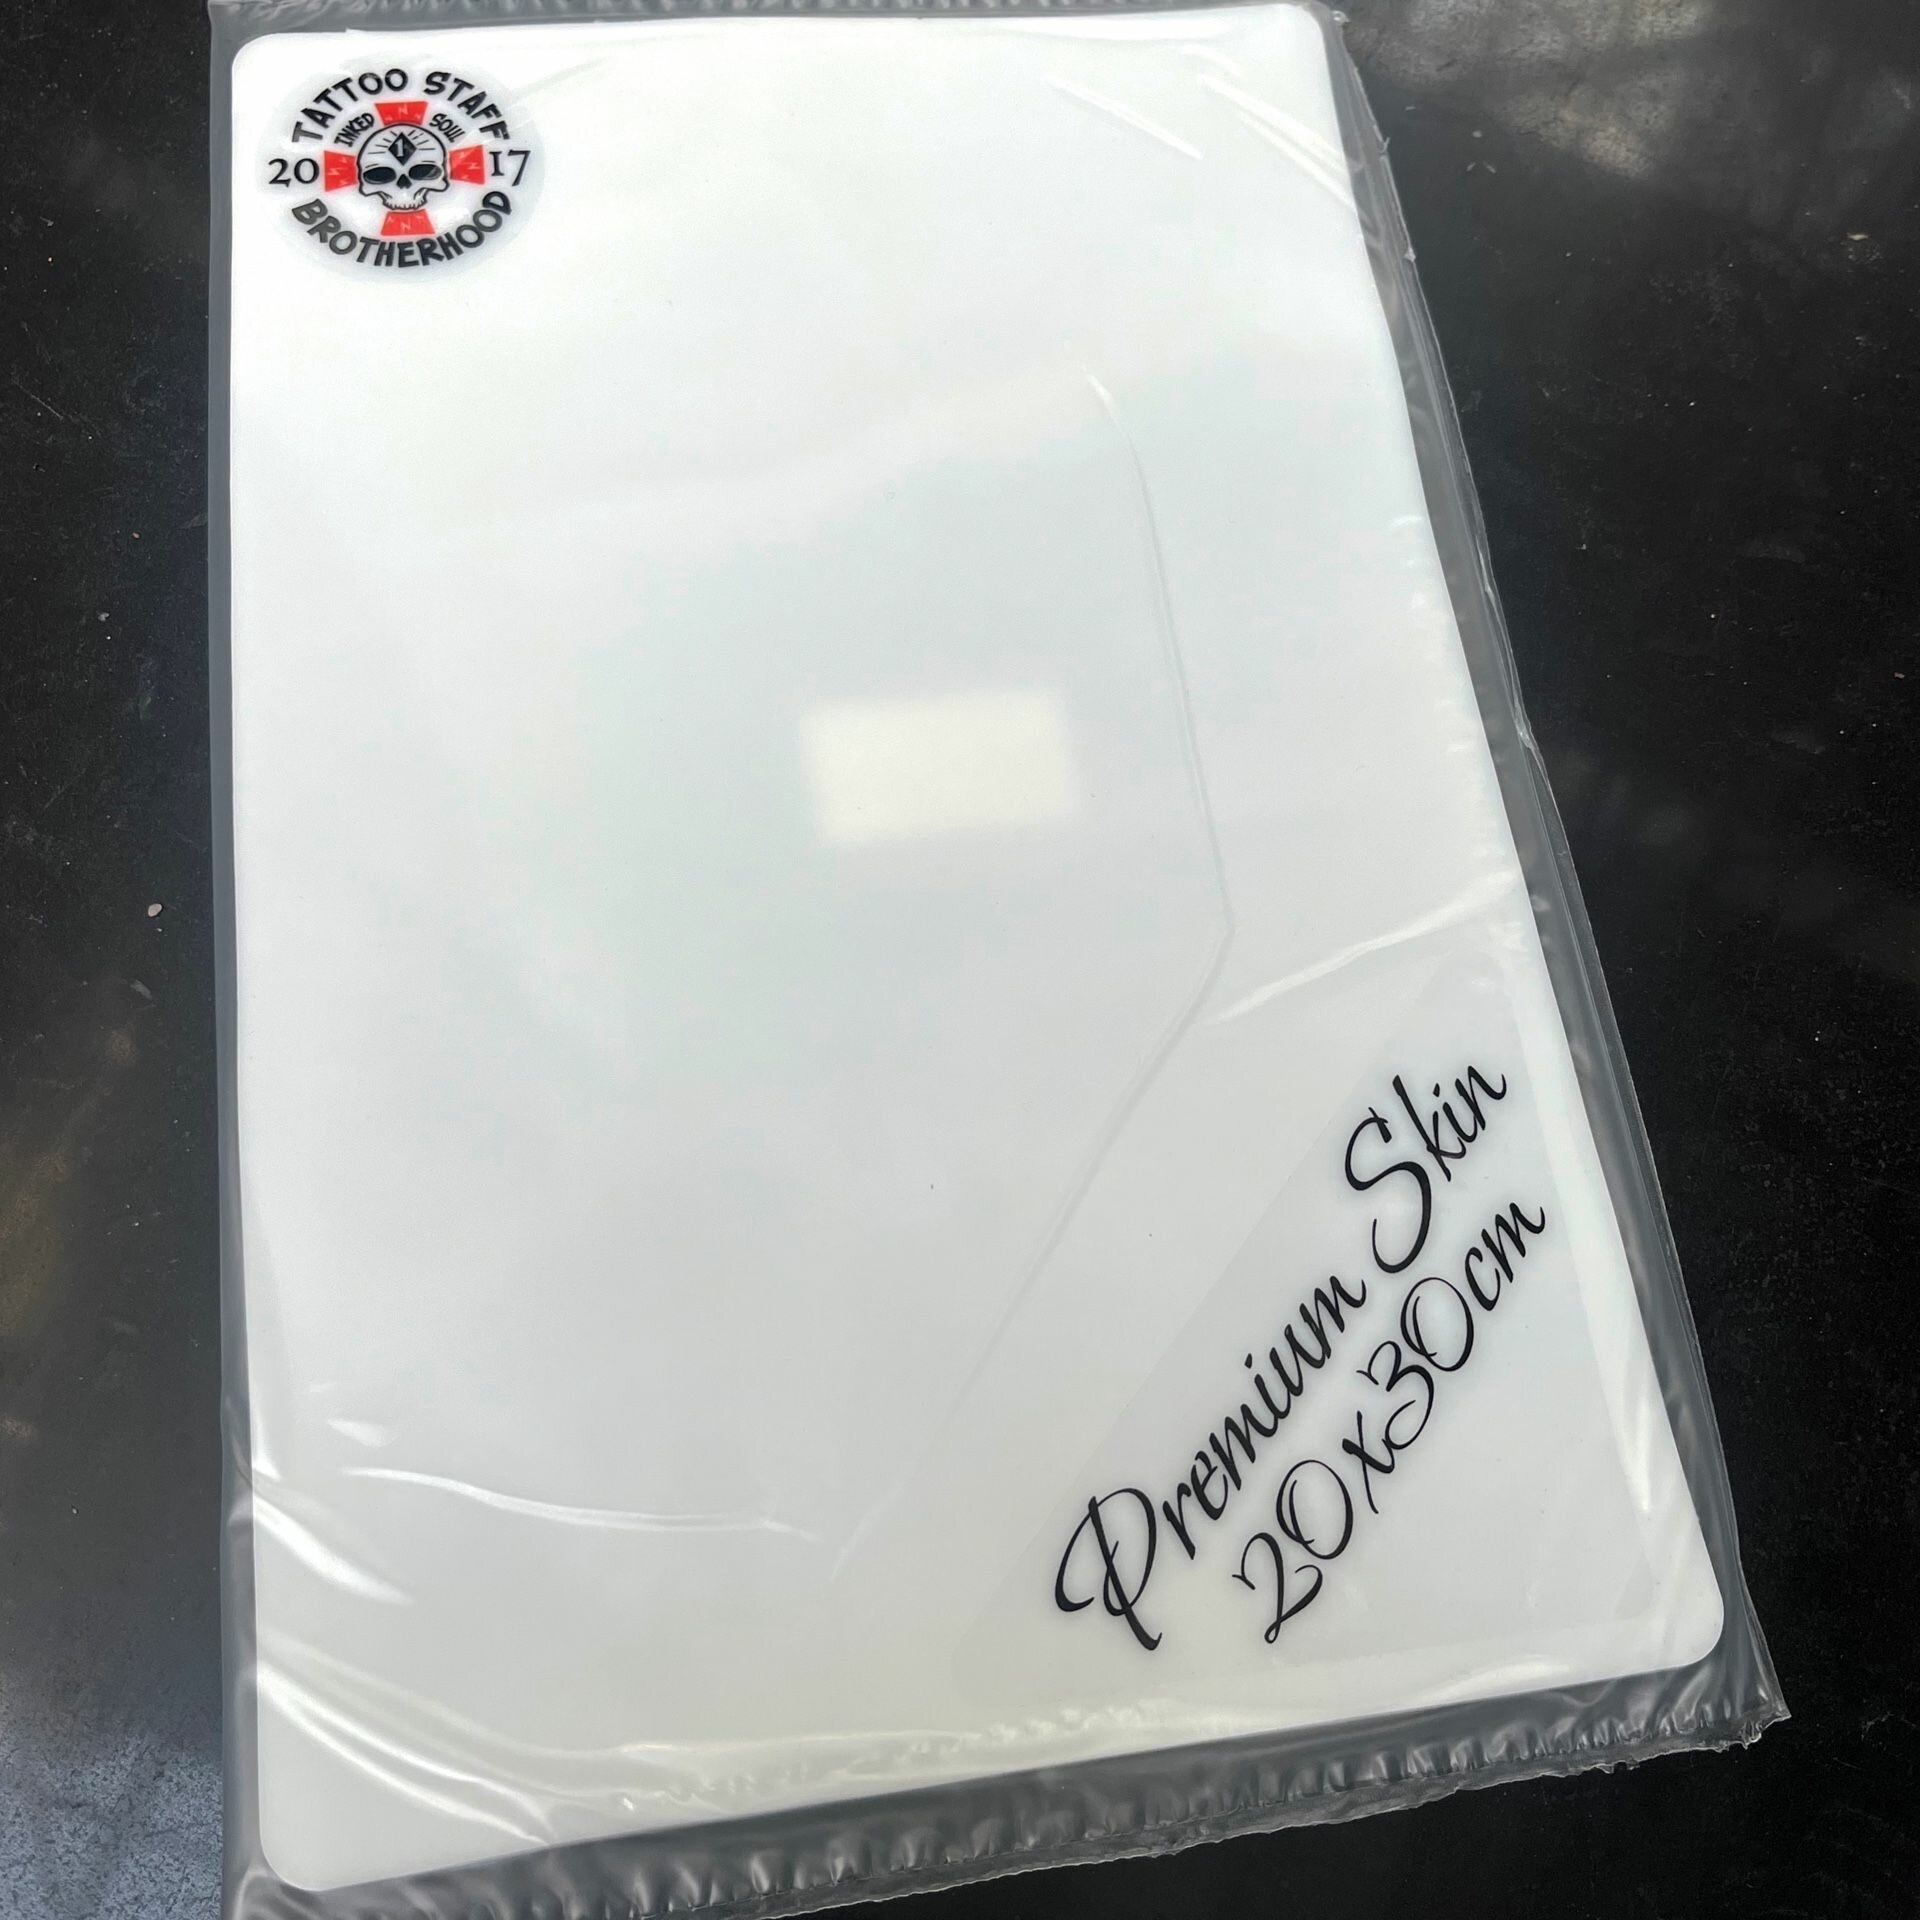 TATTOO STAFF
INKED SOUL
20 17
BROTHERHOOD
Premium Skin
20x30cm